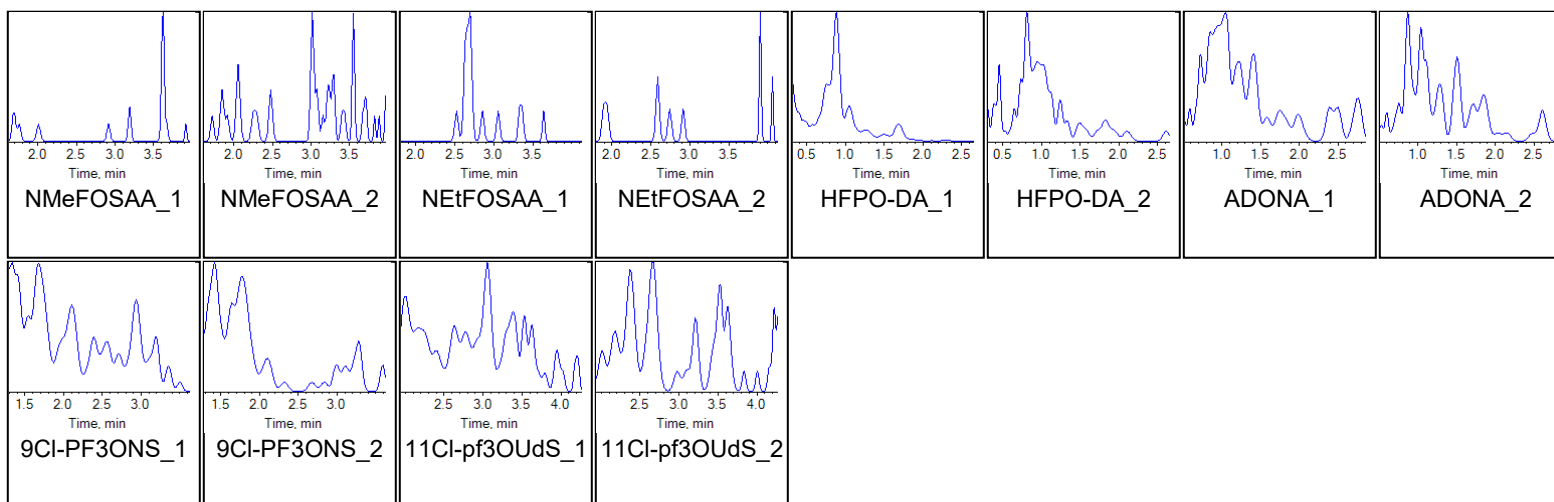 2.0 2.5 3.0 3.5
Time, min
NMeFOSAA_1
2.0 2.5 3.0 3.5
Time, min
NMeFOSAA_2
2.0 2.5 3.0 3.5 4.0
Time, min
NEtFOSAA_1
2.0 2.5 3.0 3.5 4.0
Time, min
NEtFOSAA_2
0.5 1.0 1.5 2.0 2.5
Time, min
HFPO-DA_1
0.5 1.0 1.5 2.0 2.5
Time, min
HFPO-DA_2
1.0 1.5 2.0 2.5
Time, min
ADONA_1
1.0 1.5 2.0 2.5
Time, min
ADONA_2
1.5 2.0 2.5 3.0
Time, min
9Cl-PF3ONS_1
1.5 2.0 2.5 3.0
Time, min
9Cl-PF3ONS_2
2.5 3.0 3.5 4.0
Time, min
11Cl-pf3OUdS_1
2.5 3.0 3.5 4.0
Time, min
11Cl-pf3OUdS_2